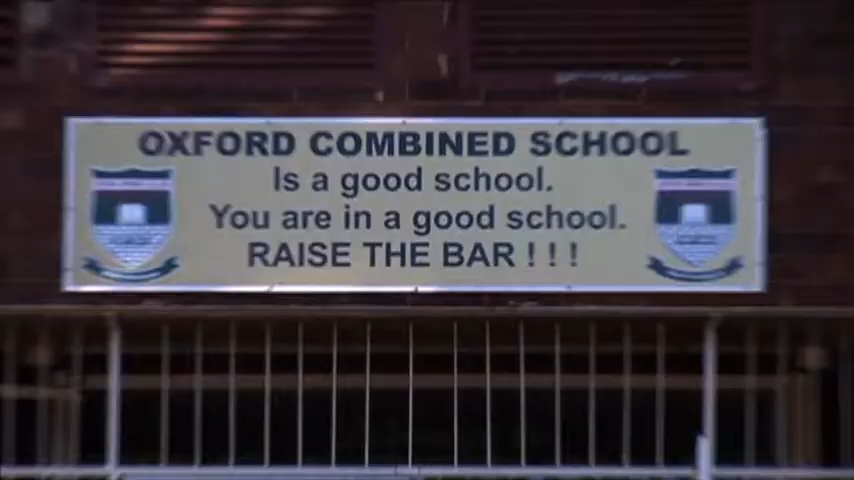 OXFORD COMBINED SCHOOL
Is a good school.
You are in a good school.
RAISE THE BAR ! ! !